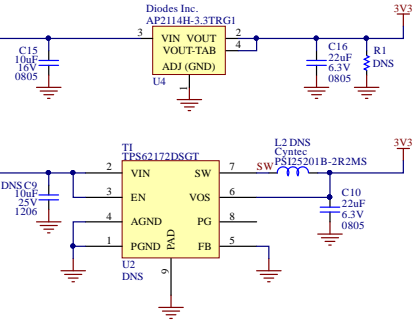 Diodes Inc.
AP2114H-3.3TRG1
3V3
3 VIN VOUT 2
VOUT-TAB 4
ADJ (GND)
U4
1
C15
10uF
16V
0805
C16
22uF
6.3V
0805
R1
DNS
TI
TPS62172DSGT
L2 DNS
Cyntec
PSI25201B-2R2MS
3V3
2 VIN SW 7 SW
3 EN VOS 6
4 AGND PG 8
1 PGND FB 5
PAD
9
U2
DNS
DNS C9
10uF
25V
1206
C10
22uF
6.3V
0805